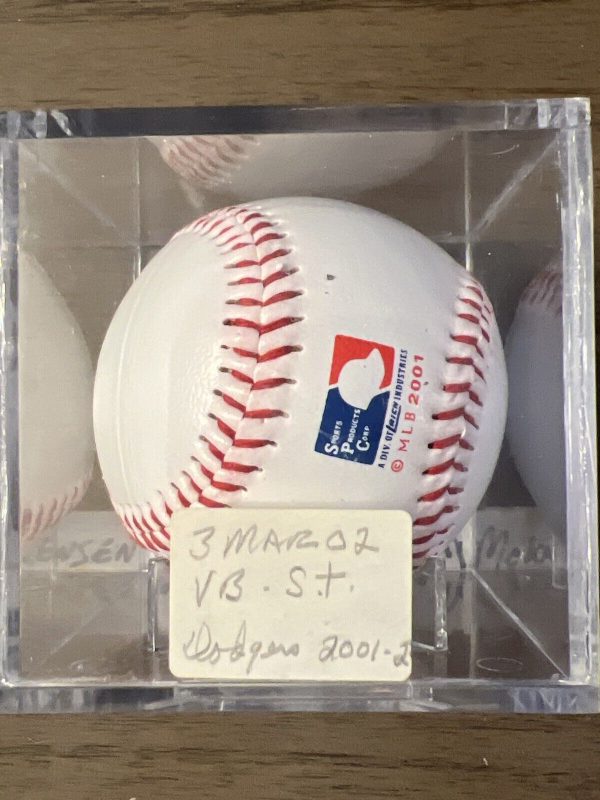 SPORTS
PRODUCTS
CORP
A DIV. OF INDUSTRIES
© MLB 2001
3 MAR 02
VB. S.t.
Dodgers 2001-2